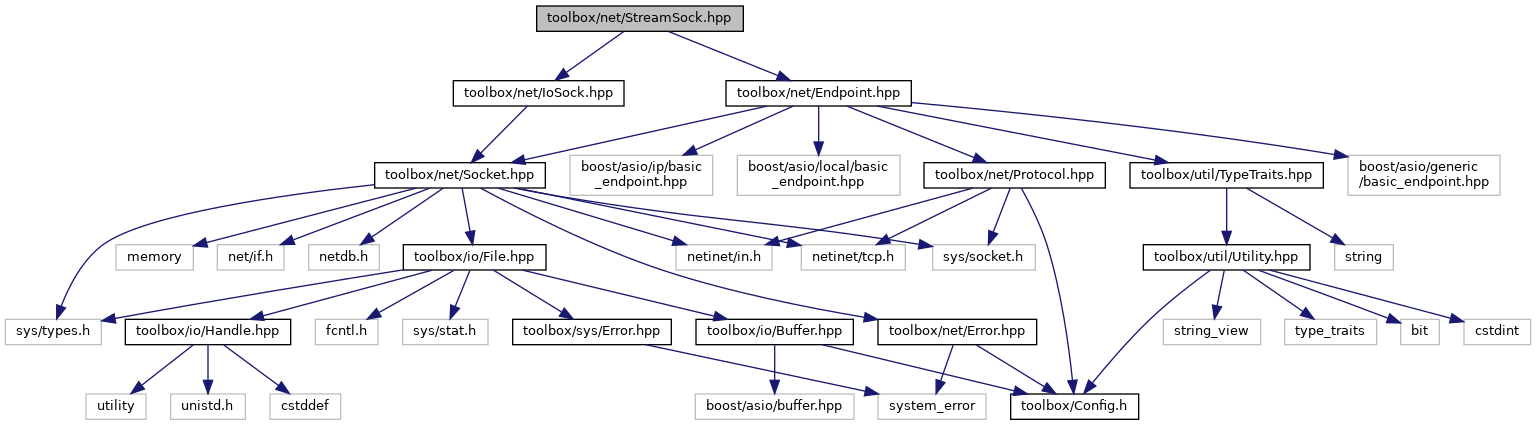 toolbox/net/StreamSock.hpp
toolbox/net/IoSock.hpp
toolbox/net/Endpoint.hpp
toolbox/net/Socket.hpp
boost/asio/ip/basic
_endpoint.hpp
boost/asio/local/basic
_endpoint.hpp
toolbox/net/Protocol.hpp
toolbox/util/TypeTraits.hpp
boost/asio/generic
/basic_endpoint.hpp
memory
net/if.h
netdb.h
toolbox/io/File.hpp
netinet/in.h
netinet/tcp.h
sys/socket.h
toolbox/util/Utility.hpp
string
sys/types.h
toolbox/io/Handle.hpp
fcntl.h
sys/stat.h
toolbox/sys/Error.hpp
toolbox/io/Buffer.hpp
toolbox/net/Error.hpp
string_view
type_traits
bit
cstdint
utility
unistd.h
cstddef
boost/asio/buffer.hpp
system_error
toolbox/Config.h